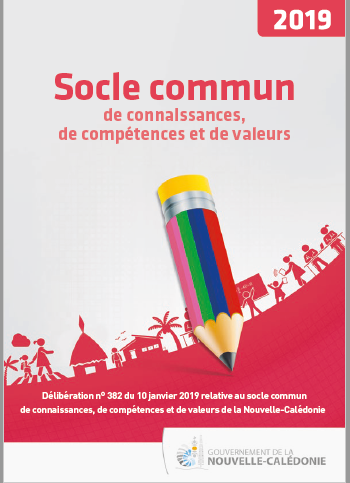 2019
Socle commun
de connaissances,
de compétences et de valeurs
Délibération n° 382 du 10 janvier 2019 relative au socle commun
de connaissances, de compétences et de valeurs de la Nouvelle-Calédonie
GOUVERNEMENT DE LA
NOUVELLE-CALÉDONIE